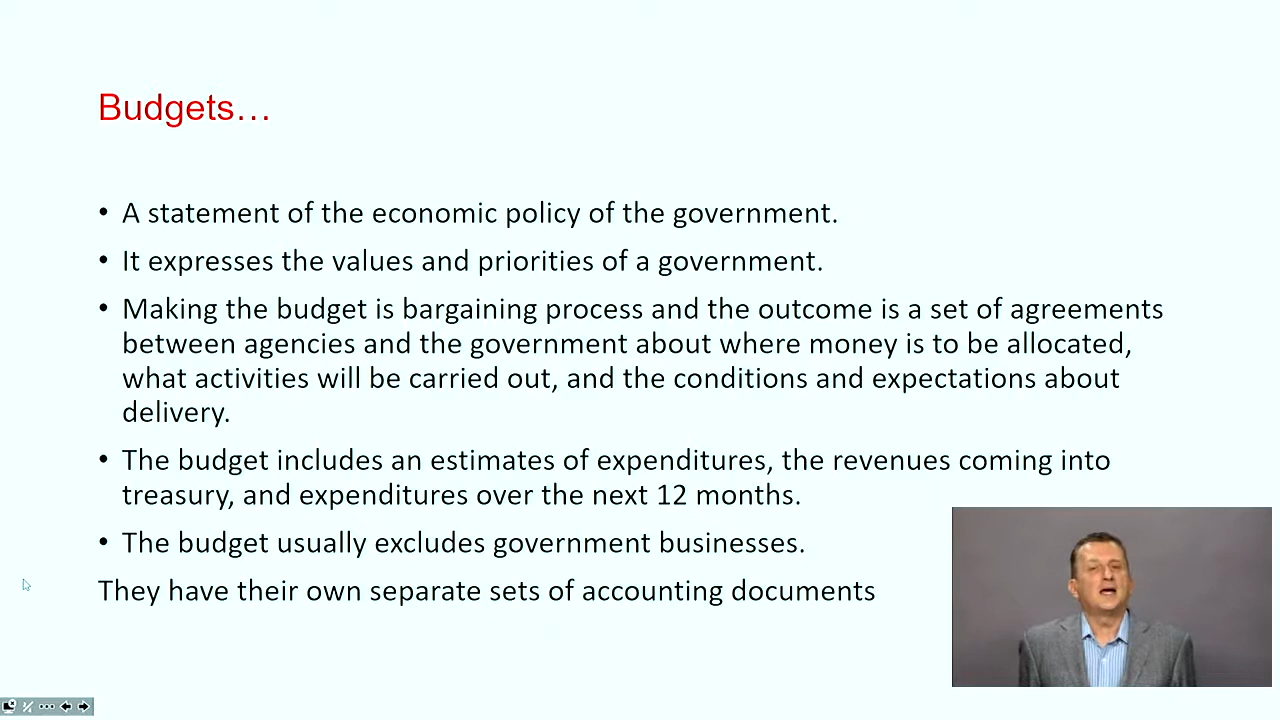 Budgets…
• A statement of the economic policy of the government.
• It expresses the values and priorities of a government.
• Making the budget is bargaining process and the outcome is a set of agreements
between agencies and the government about where money is to be allocated,
what activities will be carried out, and the conditions and expectations about
delivery.
• The budget includes an estimates of expenditures, the revenues coming into
treasury, and expenditures over the next 12 months.
• The budget usually excludes government businesses.
They have their own separate sets of accounting documents